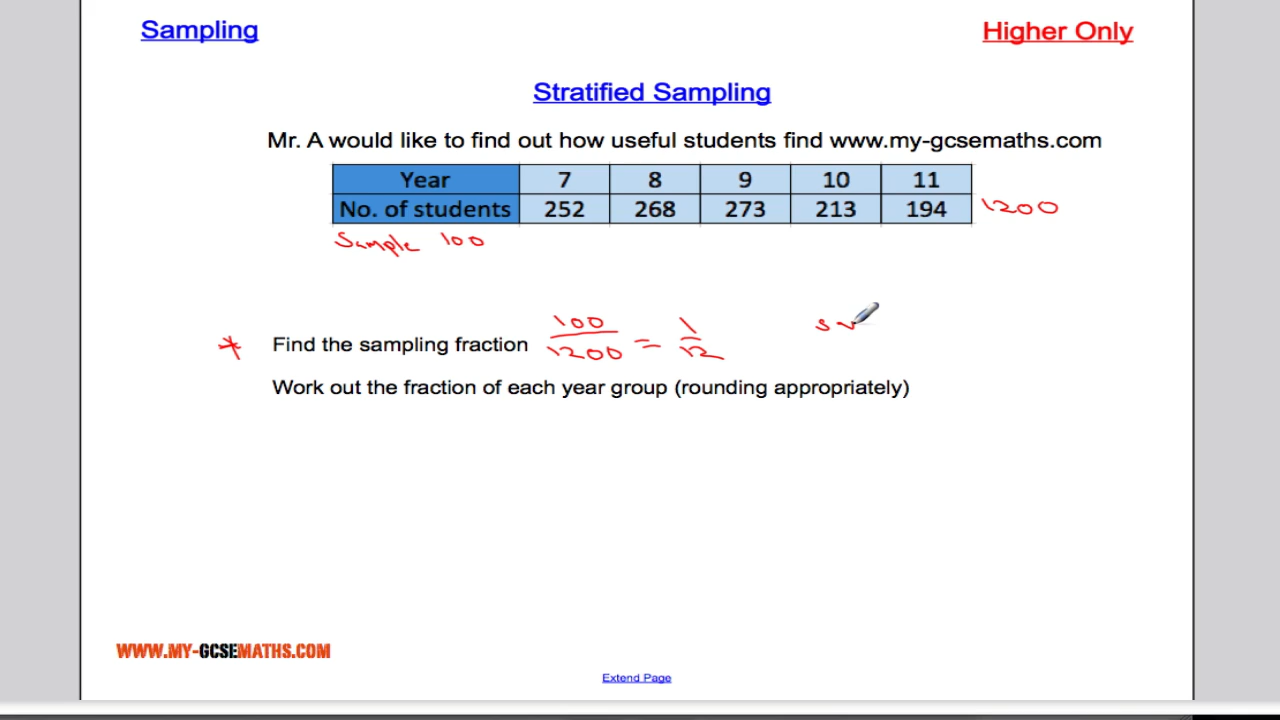 Sampling
Higher Only
Stratified Sampling
Mr. A would like to find out how useful students find www.my-gcsemaths.com
Year 7 8 9 10 11
No. of students 252 268 273 213 194 1200
Sample 100
* Find the sampling fraction 100/1200 = 1/12
Work out the fraction of each year group (rounding appropriately)
WWW.MY-GCSEMATHS.COM
Extend Page